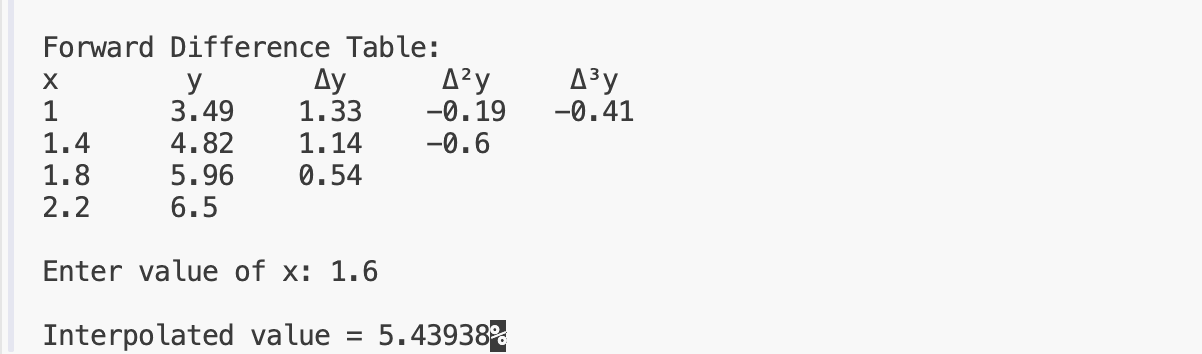 Forward Difference Table:
x y Δy Δ²y Δ³y
1 3.49 1.33 -0.19 -0.41
1.4 4.82 1.14 -0.6
1.8 5.96 0.54
2.2 6.5
Enter value of x: 1.6
Interpolated value = 5.43938%